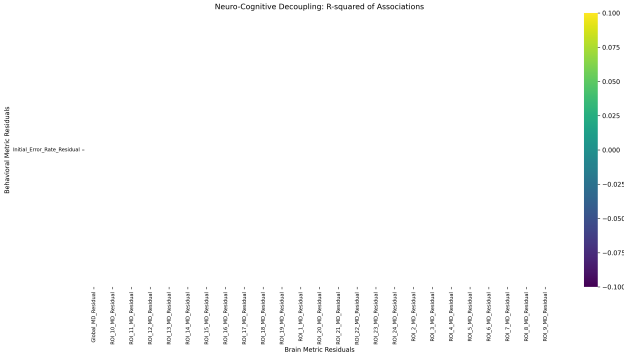 Neuro-Cognitive Decoupling: R-squared of Associations
Behavioral Metric Residuals
Initial_Error_Rate_Residual
Global_MD_Residual
ROI_10_MD_Residual
ROI_11_MD_Residual
ROI_12_MD_Residual
ROI_13_MD_Residual
ROI_14_MD_Residual
ROI_15_MD_Residual
ROI_16_MD_Residual
ROI_17_MD_Residual
ROI_18_MD_Residual
ROI_19_MD_Residual
ROI_1_MD_Residual
ROI_20_MD_Residual
ROI_21_MD_Residual
ROI_22_MD_Residual
ROI_23_MD_Residual
ROI_24_MD_Residual
ROI_2_MD_Residual
ROI_3_MD_Residual
ROI_4_MD_Residual
ROI_5_MD_Residual
ROI_6_MD_Residual
ROI_7_MD_Residual
ROI_8_MD_Residual
ROI_9_MD_Residual
Brain Metric Residuals
0.100
0.075
0.050
0.025
0.000
−0.025
−0.050
−0.075
−0.100